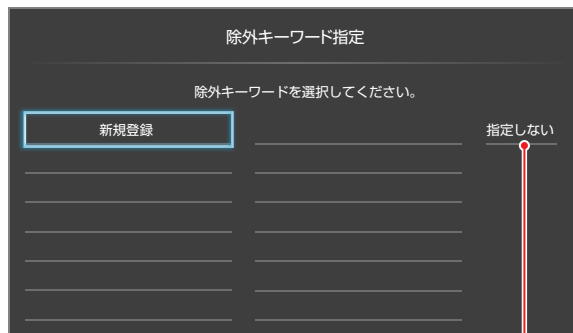 除外キーワード指定
除外キーワードを選択してください。
新規登録
指定しない